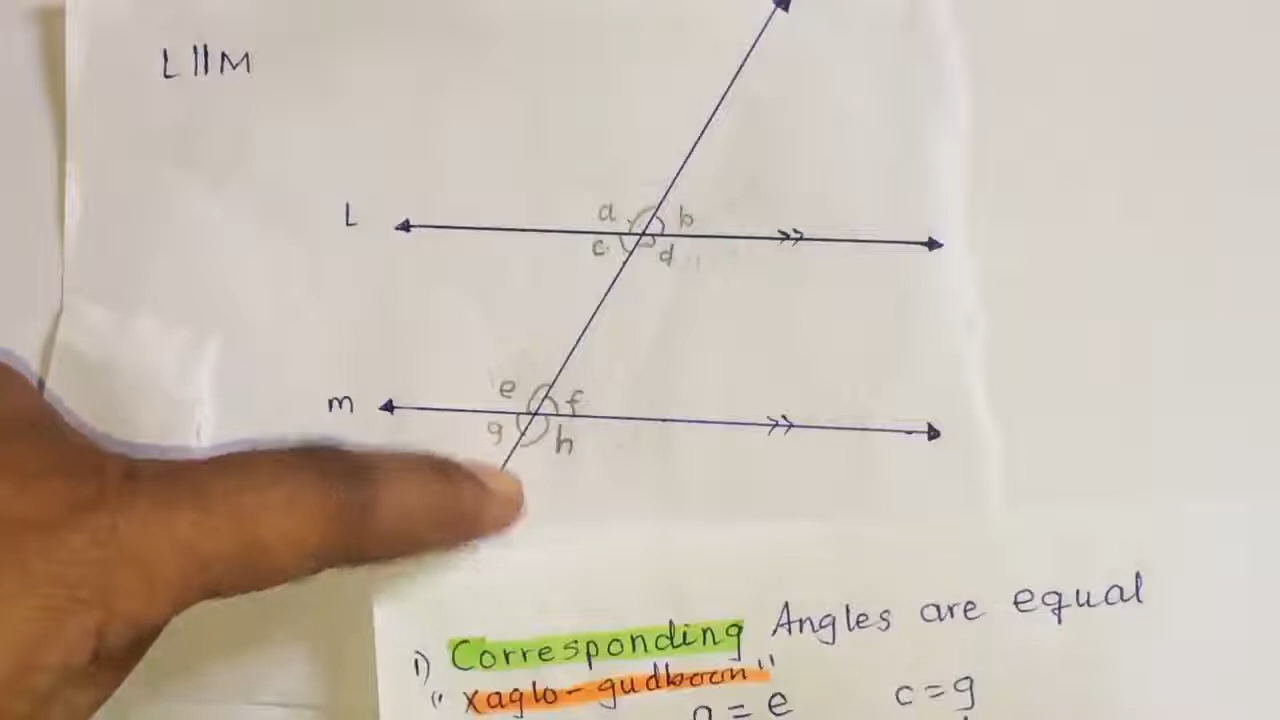 L || M
L
a b
c d
m
e f
g h
1) Corresponding Angles are equal
"xaglo-gudboon"
a = e c = g